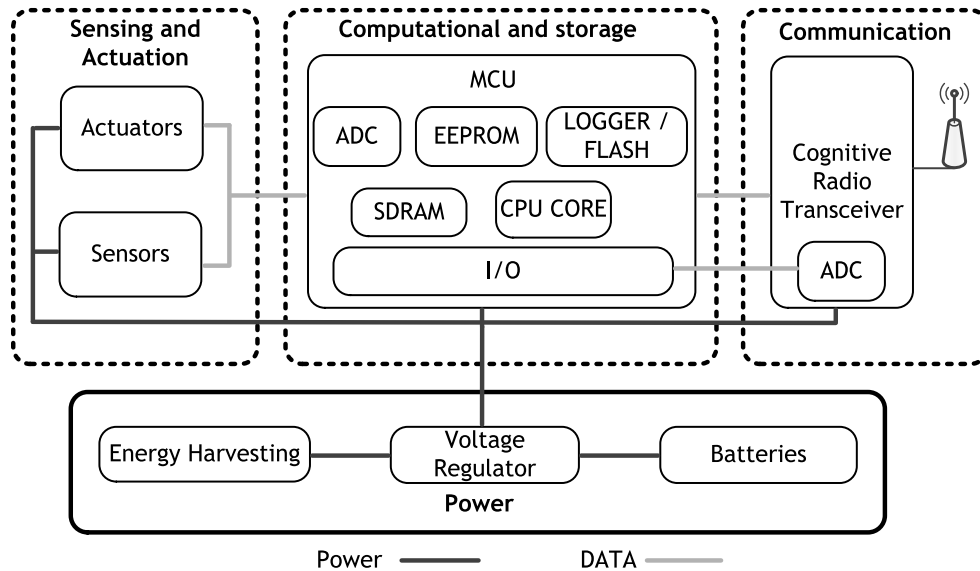 Sensing and
Actuation
Actuators
Sensors
Computational and storage
MCU
ADC
EEPROM
LOGGER /
FLASH
SDRAM
CPU CORE
I/O
Communication
Cognitive
Radio
Transceiver
ADC
Energy Harvesting
Voltage
Regulator
Batteries
Power
Power
DATA